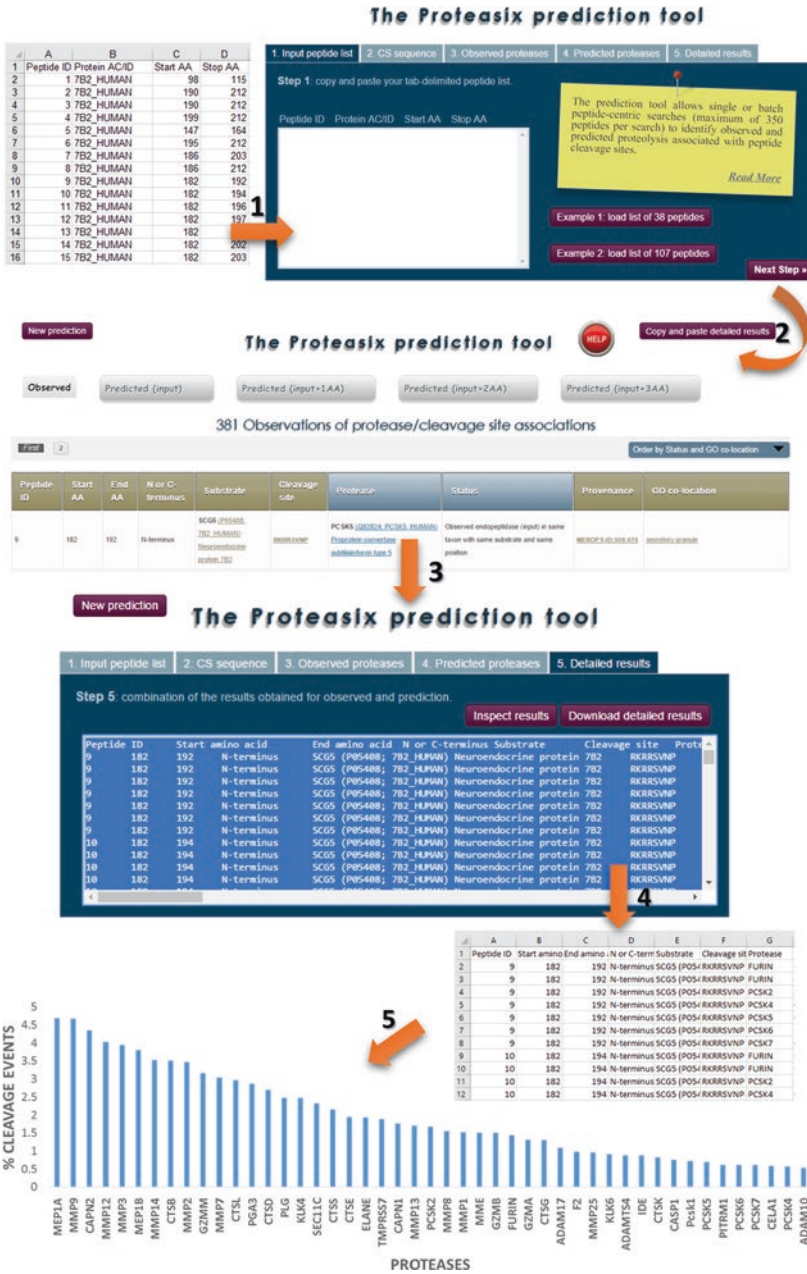 The Proteasix prediction tool
A B C D
1 Peptide ID Protein AC/ID Start AA Stop AA
2 1 7B2_HUMAN 98 115
3 2 7B2_HUMAN 190 212
4 3 7B2_HUMAN 190 212
5 4 7B2_HUMAN 199 212
6 5 7B2_HUMAN 147 164
7 6 7B2_HUMAN 195 212
8 7 7B2_HUMAN 186 203
9 8 7B2_HUMAN 186 212
10 9 7B2_HUMAN 182 192
11 10 7B2_HUMAN 182 194
12 11 7B2_HUMAN 182 196
13 12 7B2_HUMAN 182 197
14 13 7B2_HUMAN 182
15 14 7B2_HUMAN 182 202
16 15 7B2_HUMAN 182 203
1
1. Input peptide list 2. CS sequence 3. Observed proteases 4. Predicted proteases 5. Detailed results
Step 1: copy and paste your tab-delimited peptide list.
Peptide ID Protein AC/ID Start AA Stop AA
The prediction tool allows single or batch
peptide-centric searches (maximum of 350
peptides per search) to identify observed and
predicted proteolysis associated with peptide
cleavage sites.
Read More
Example 1: load list of 38 peptides
Example 2: load list of 107 peptides
Next Step »
New prediction
The Proteasix prediction tool
HELP
Copy and paste detailed results
2
Observed Predicted (input) Predicted (input+1AA) Predicted (input+2AA) Predicted (input+3AA)
381 Observations of protease/cleavage site associations
First 2
Order by Status and GO co-location
Peptide ID Start AA End AA N or C-terminus Substrate Cleavage site Protease Status Provenance GO co-location
SCG5 (P05408,
7B2_HUMAN)
Neuroendocrine
protein 7B2
9 182 192 N-terminus
RKRRSVNP
PCSK5 (Q92824, PCSK5_HUMAN)
Proprotein convertase
subtilisin/kexin type 5
Observed endopeptidase (input) in same
taxon with same substrate and same
position
secretory granule
3
New prediction
The Proteasix prediction tool
1. Input peptide list 2. CS sequence 3. Observed proteases 4. Predicted proteases 5. Detailed results
Step 5: combination of the results obtained for observed and prediction.
Inspect results Download detailed results
Peptide ID Start amino acid End amino acid N or C-terminus Substrate Cleavage site Prote
9 182 192 N-terminus SCG5 (P05408; 7B2_HUMAN) Neuroendocrine protein 7B2 RKRRSVNP
9 182 192 N-terminus SCG5 (P05408; 7B2_HUMAN) Neuroendocrine protein 7B2 RKRRSVNP
9 182 192 N-terminus SCG5 (P05408; 7B2_HUMAN) Neuroendocrine protein 7B2 RKRRSVNP
9 182 192 N-terminus SCG5 (P05408; 7B2_HUMAN) Neuroendocrine protein 7B2 RKRRSVNP
9 182 192 N-terminus SCG5 (P05408; 7B2_HUMAN) Neuroendocrine protein 7B2 RKRRSVNP
9 182 192 N-terminus SCG5 (P05408; 7B2_HUMAN) Neuroendocrine protein 7B2 RKRRSVNP
9 182 192 N-terminus SCG5 (P05408; 7B2_HUMAN) Neuroendocrine protein 7B2 RKRRSVNP
10 182 194 N-terminus SCG5 (P05408; 7B2_HUMAN) Neuroendocrine protein 7B2 RKRRSVNP
10 182 194 N-terminus SCG5 (P05408; 7B2_HUMAN) Neuroendocrine protein 7B2 RKRRSVNP
10 182 194 N-terminus SCG5 (P05408; 7B2_HUMAN) Neuroendocrine protein 7B2 RKRRSVNP
10 182 194 N-terminus SCG5 (P05408; 7B2_HUMAN) Neuroendocrine protein 7B2 RKRRSVNP
4
A B C D E F G
1 Peptide ID Start amino End amino N or C-term Substrate Cleavage sit Protease
2 9 182 192 N-terminus SCG5 (P054 RKRRSVNP FURIN
3 9 182 192 N-terminus SCG5 (P054 RKRRSVNP FURIN
4 9 182 192 N-terminus SCG5 (P054 RKRRSVNP PCSK2
5 9 182 192 N-terminus SCG5 (P054 RKRRSVNP PCSK4
6 9 182 192 N-terminus SCG5 (P054 RKRRSVNP PCSK5
7 9 182 192 N-terminus SCG5 (P054 RKRRSVNP PCSK6
8 9 182 192 N-terminus SCG5 (P054 RKRRSVNP PCSK7
9 10 182 194 N-terminus SCG5 (P054 RKRRSVNP FURIN
10 10 182 194 N-terminus SCG5 (P054 RKRRSVNP FURIN
11 10 182 194 N-terminus SCG5 (P054 RKRRSVNP PCSK2
12 10 182 194 N-terminus SCG5 (P054 RKRRSVNP PCSK4
5
% CLEAVAGE EVENTS
5
4.5
4
3.5
3
2.5
2
1.5
1
0.5
0
MEP1A
MMP9
CAPN2
MMP12
MMP3
MEP1B
MMP14
CTSB
MMP2
GZMM
MMP7
CTSL
PGA3
CTSD
PLG
KLK4
SEC11C
CTSS
CTSE
ELANE
TMPRSS7
CAPN1
MMP13
PCSK2
MMP8
MMP1
MME
GZMB
FURIN
GZMA
CTSG
ADAM17
F2
MMP25
KLK6
ADAMTS4
IDE
CTSK
CASP1
Pcsk1
PCSK5
PITRM1
PCSK6
PCSK7
CELA1
PCSK4
ADAM10
PROTEASES